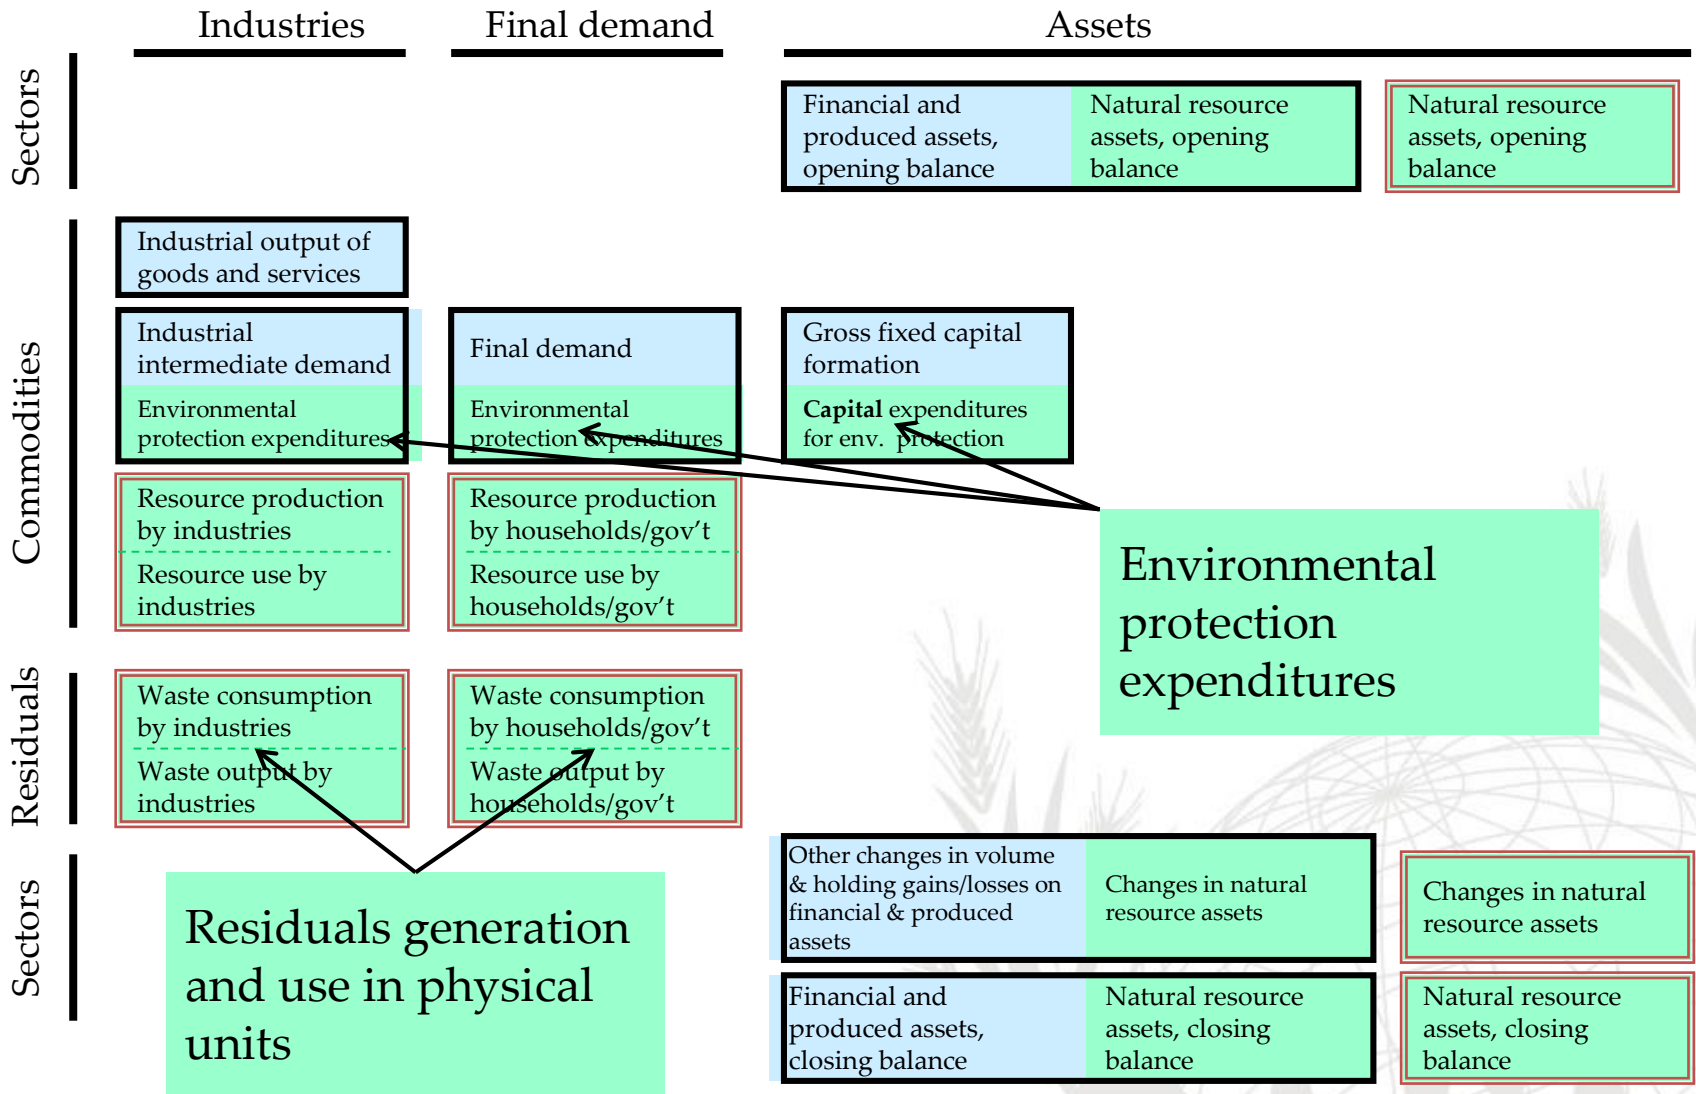 Industries
Final demand
Assets
Sectors
Financial and
produced assets,
opening balance
Natural resource
assets, opening
balance
Natural resource
assets, opening
balance
Commodities
Industrial output of
goods and services
Industrial
intermediate demand
Environmental
protection expenditures
Final demand
Environmental
protection expenditures
Gross fixed capital
formation
Capital expenditures
for env. protection
Resource production
by industries
Resource use by
industries
Resource production
by households/gov’t
Resource use by
households/gov’t
Environmental
protection
expenditures
Residuals
Waste consumption
by industries
Waste output by
industries
Waste consumption
by households/gov’t
Waste output by
households/gov’t
Sectors
Residuals generation
and use in physical
units
Other changes in volume
& holding gains/losses on
financial & produced
assets
Changes in natural
resource assets
Changes in natural
resource assets
Financial and
produced assets,
closing balance
Natural resource
assets, closing
balance
Natural resource
assets, closing
balance